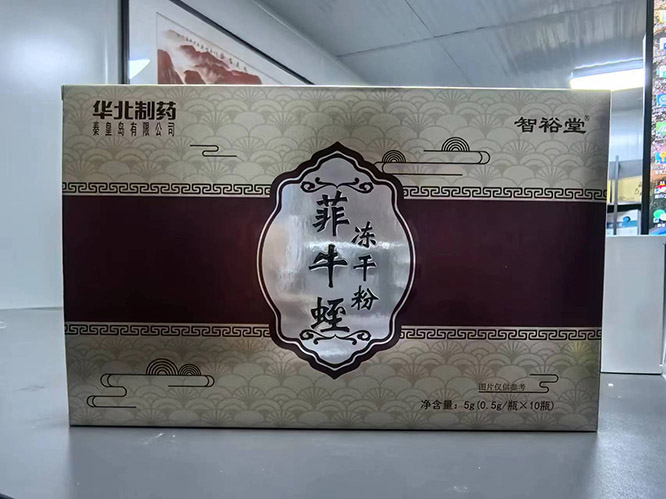 华北制药
秦皇岛有限公司
智裕堂®
菲牛蛭
冻干粉
图片仅供参考
净含量：5g(0.5g/瓶×10瓶)